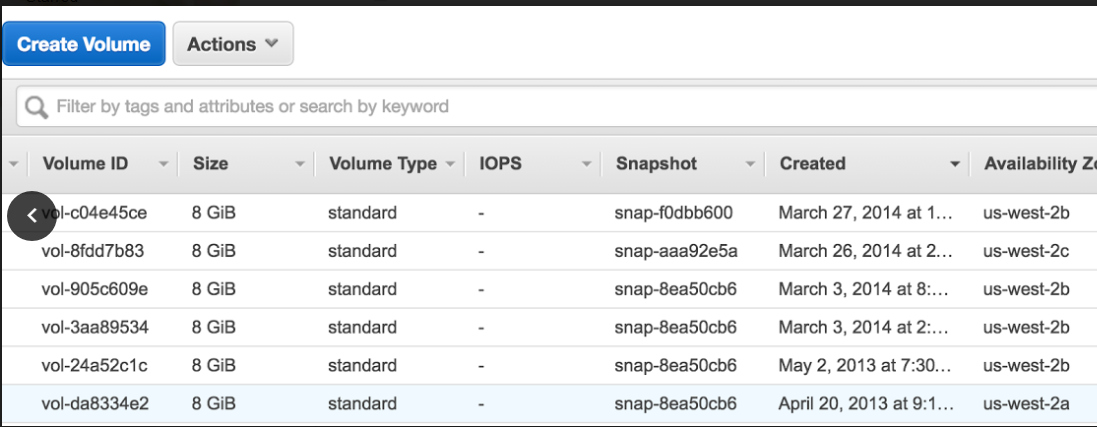 Create Volume Actions
Filter by tags and attributes or search by keyword
Volume ID Size Volume Type IOPS Snapshot Created Availability Zo
vol-c04e45ce 8 GiB standard - snap-f0dbb600 March 27, 2014 at 1... us-west-2b
vol-8fdd7b83 8 GiB standard - snap-aaa92e5a March 26, 2014 at 2... us-west-2c
vol-905c609e 8 GiB standard - snap-8ea50cb6 March 3, 2014 at 8:... us-west-2b
vol-3aa89534 8 GiB standard - snap-8ea50cb6 March 3, 2014 at 2:... us-west-2b
vol-24a52c1c 8 GiB standard - snap-8ea50cb6 May 2, 2013 at 7:30... us-west-2b
vol-da8334e2 8 GiB standard - snap-8ea50cb6 April 20, 2013 at 9:1... us-west-2a